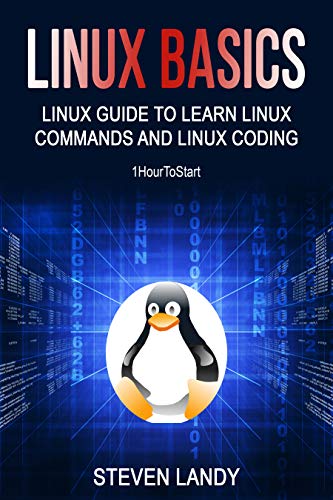 LINUX BASICS
LINUX GUIDE TO LEARN LINUX
COMMANDS AND LINUX CODING
1HourToStart
STEVEN LANDY